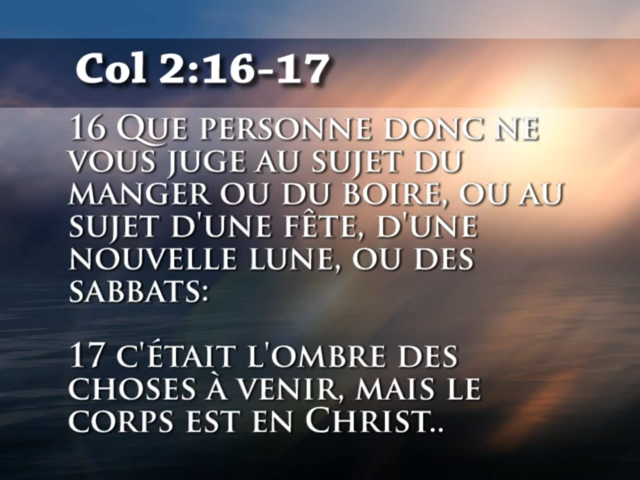 Col 2:16-17
16 Que personne donc ne
vous juge au sujet du
manger ou du boire, ou au
sujet d'une fête, d'une
nouvelle lune, ou des
sabbats:
17 c'était l'ombre des
choses à venir, mais le
corps est en Christ..